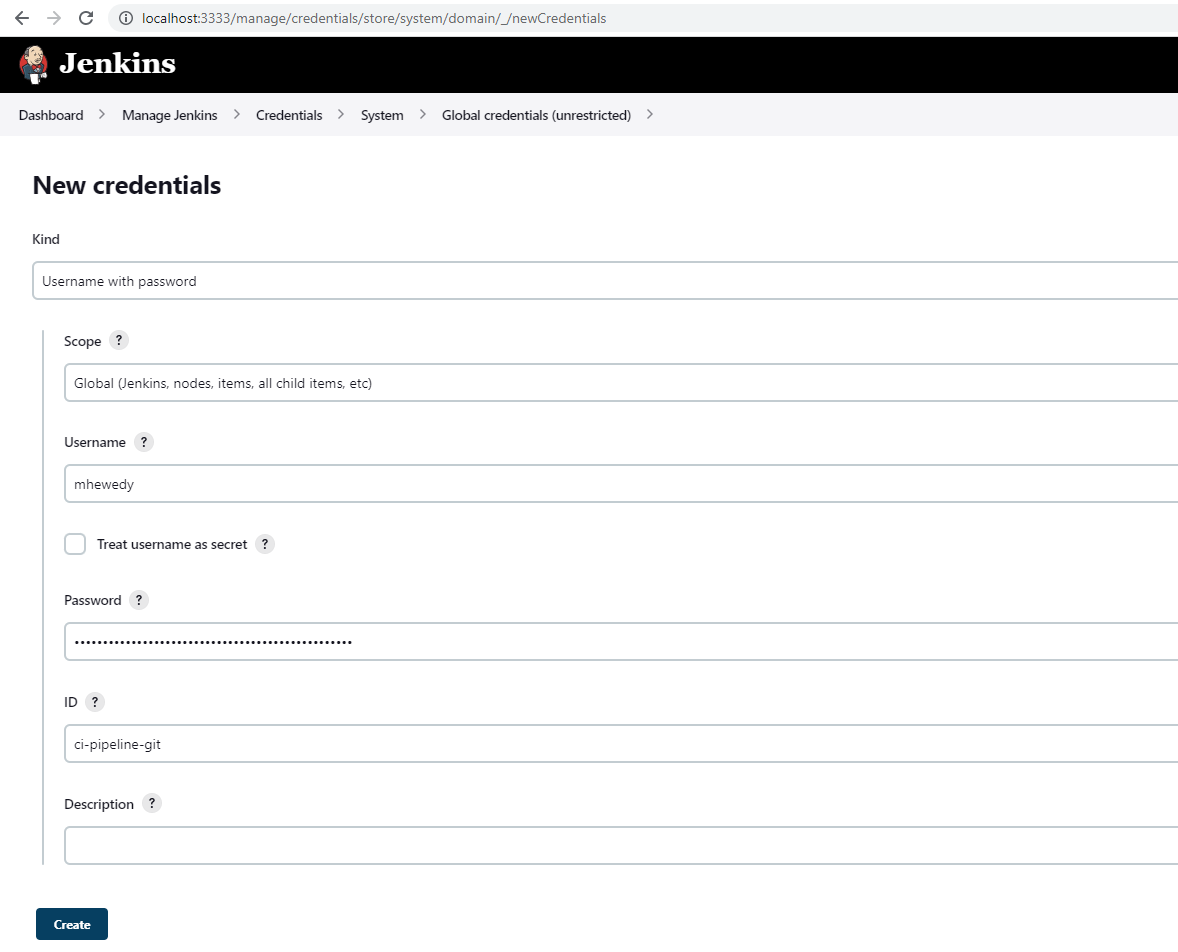 localhost:3333/manage/credentials/store/system/domain/_/newCredentials
Jenkins
Dashboard > Manage Jenkins > Credentials > System > Global credentials (unrestricted) >
New credentials
Kind
Username with password
Scope ?
Global (Jenkins, nodes, items, all child items, etc)
Username ?
mhewedy
Treat username as secret ?
Password ?
•••••••••••••••••••••••••••••••••••••••••••••••••
ID ?
ci-pipeline-git
Description ?
Create